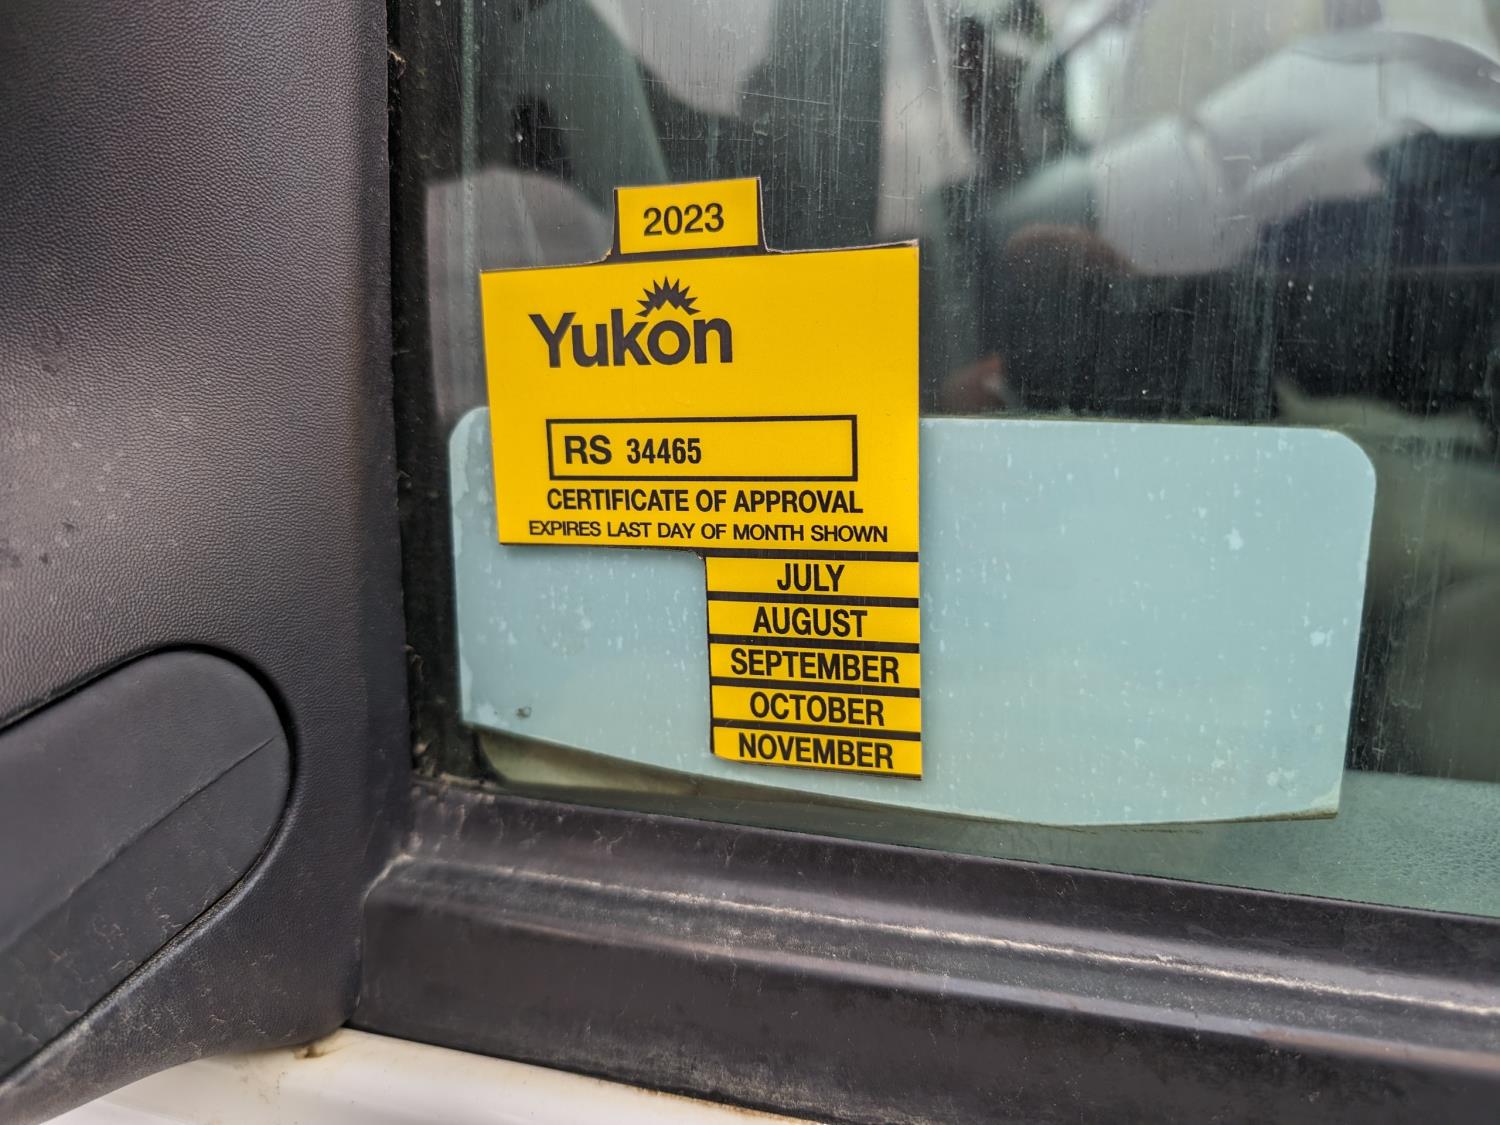 2023
Yukon
RS 34465
CERTIFICATE OF APPROVAL
EXPIRES LAST DAY OF MONTH SHOWN
JULY
AUGUST
SEPTEMBER
OCTOBER
NOVEMBER